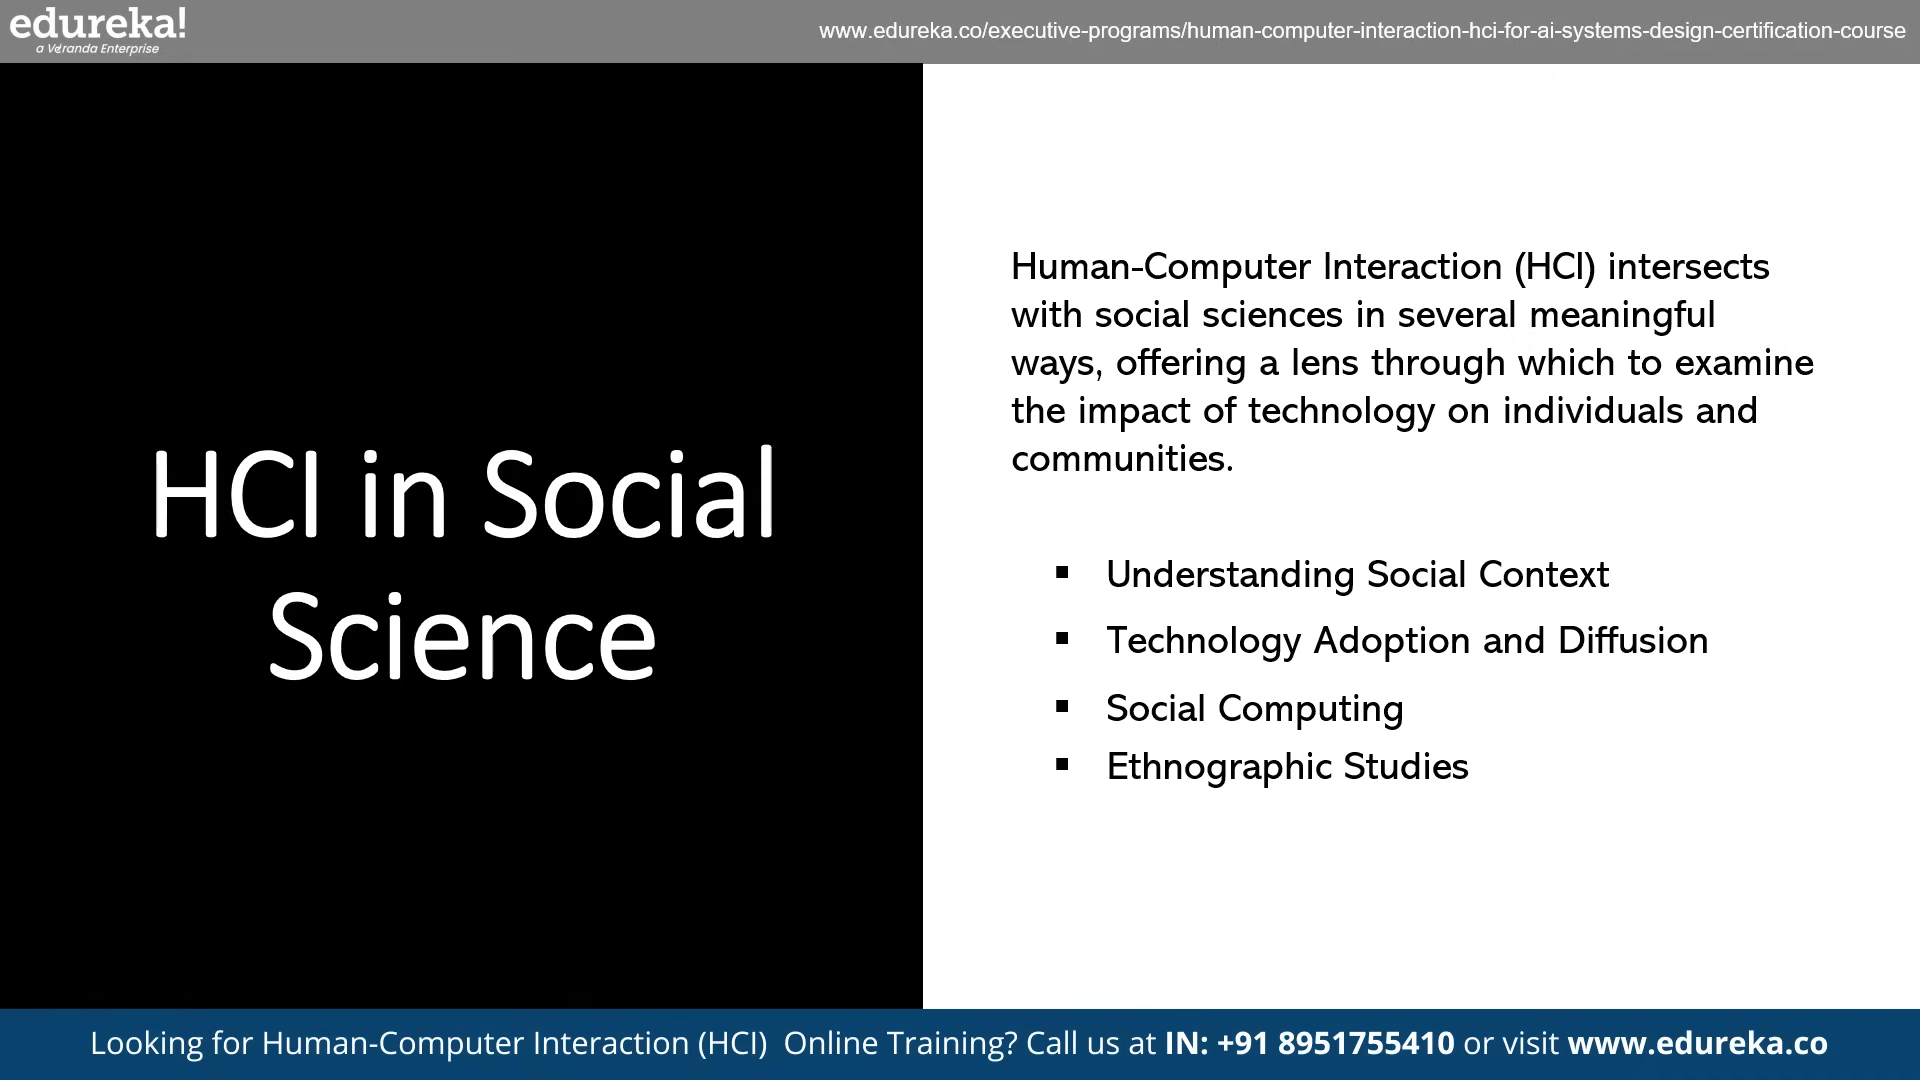 edureka!
a Veranda Enterprise
www.edureka.co/executive-programs/human-computer-interaction-hci-for-ai-systems-design-certification-course
HCI in Social
Science
Human-Computer Interaction (HCI) intersects
with social sciences in several meaningful
ways, offering a lens through which to examine
the impact of technology on individuals and
communities.
▪ Understanding Social Context
▪ Technology Adoption and Diffusion
▪ Social Computing
▪ Ethnographic Studies
Looking for Human-Computer Interaction (HCI) Online Training? Call us at IN: +91 8951755410 or visit www.edureka.co